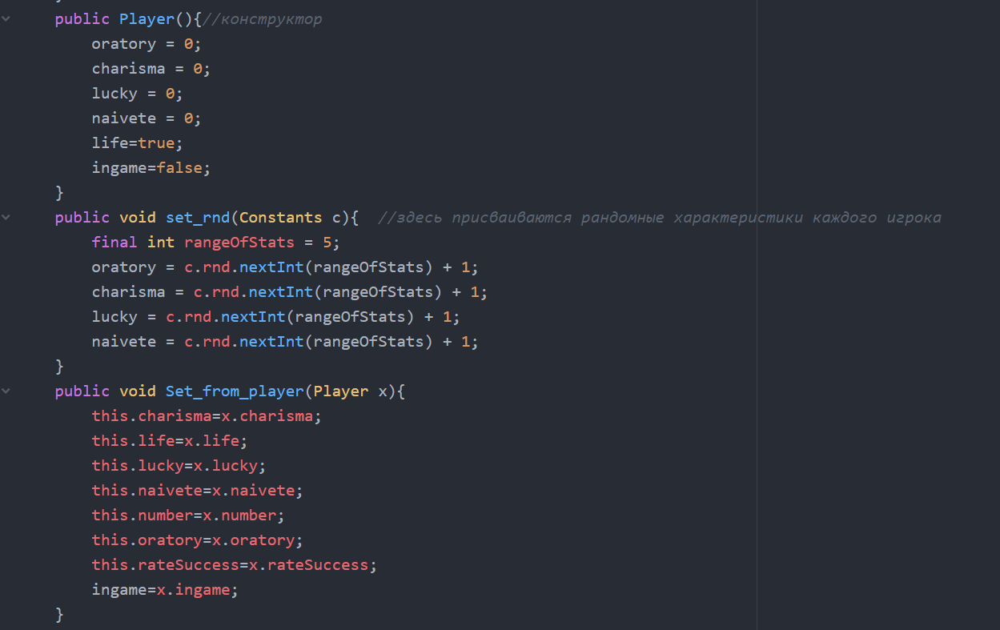 public Player(){//конструктор
oratory = 0;
charisma = 0;
lucky = 0;
naivete = 0;
life=true;
ingame=false;
}
public void set_rnd(Constants c){  //здесь присваиваются рандомные характеристики каждого игрока
final int rangeOfStats = 5;
oratory = c.rnd.nextInt(rangeOfStats) + 1;
charisma = c.rnd.nextInt(rangeOfStats) + 1;
lucky = c.rnd.nextInt(rangeOfStats) + 1;
naivete = c.rnd.nextInt(rangeOfStats) + 1;
}
public void Set_from_player(Player x){
this.charisma=x.charisma;
this.life=x.life;
this.lucky=x.lucky;
this.naivete=x.naivete;
this.number=x.number;
this.oratory=x.oratory;
this.rateSuccess=x.rateSuccess;
ingame=x.ingame;
}